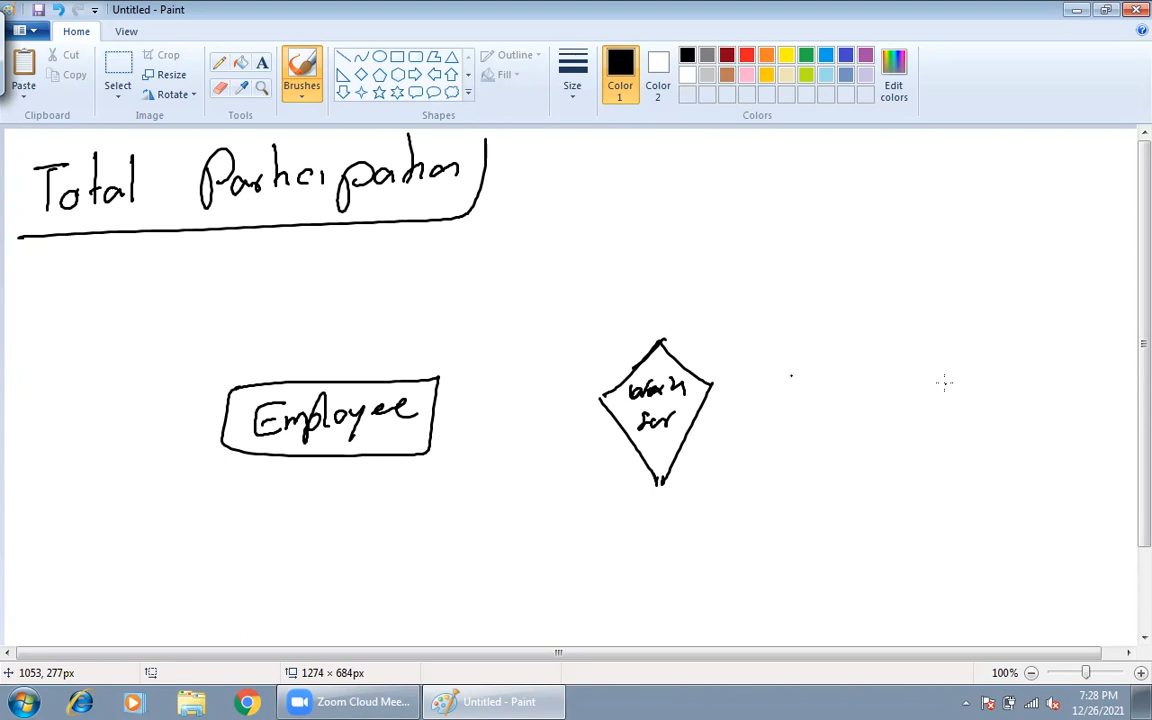 Untitled - Paint
Home
View
Paste
Cut
Copy
Clipboard
Select
Crop
Resize
Rotate
Image
Tools
Brushes
Shapes
Outline
Fill
Size
Color 1
Color 2
Edit colors
Colors
Total Participation
Employee
1053, 277px
1274 × 684px
100%
Zoom Cloud Mee...
Untitled - Paint
7:28 PM
12/26/2021